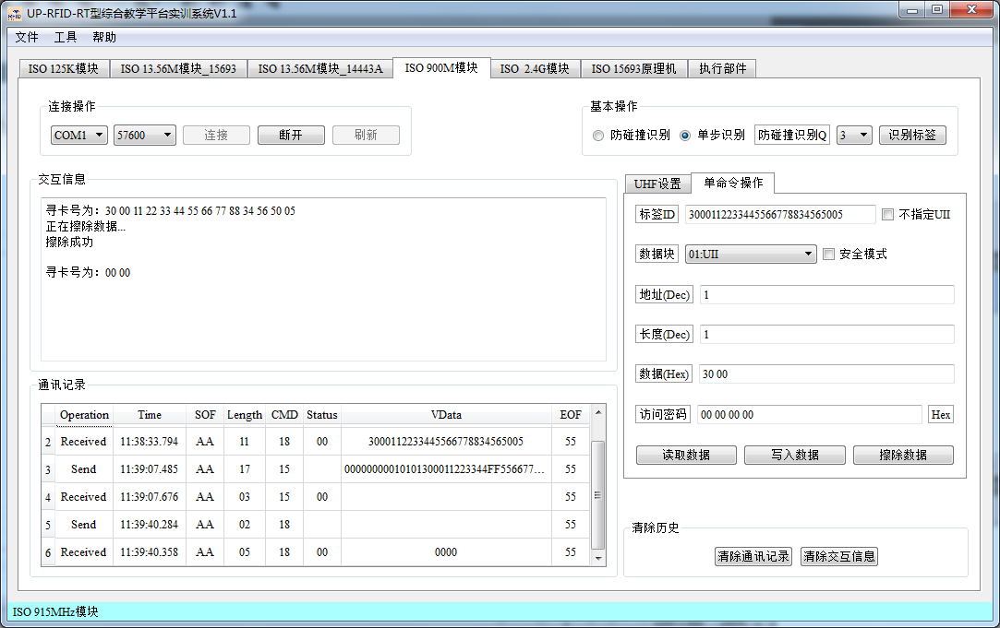 UP-RFID-RT型综合教学平台实训系统V1.1
文件 工具 帮助
ISO 125K模块 ISO 13.56M模块_15693 ISO 13.56M模块_14443A ISO 900M模块 ISO 2.4G模块 ISO 15693原理机 执行部件
连接操作
COM1 57600 连接 断开 刷新
基本操作
防碰撞识别 单步识别 防碰撞识别Q 3 识别标签
交互信息
寻卡号为：30 00 11 22 33 44 55 66 77 88 34 56 50 05
正在擦除数据...
擦除成功
寻卡号为：00 00
UHF设置 单命令操作
标签ID 3000112233445566778834565005 不指定UII
数据块 01:UII 安全模式
地址(Dec) 1
长度(Dec) 1
数据(Hex) 30 00
访问密码 00 00 00 00 Hex
读取数据 写入数据 擦除数据
通讯记录
Operation Time SOF Length CMD Status VData EOF
2 Received 11:38:33.794 AA 11 18 00 3000112233445566778834565005 55
3 Send 11:39:07.485 AA 17 15 00000000010101300011223344FF556677... 55
4 Received 11:39:07.676 AA 03 15 00 55
5 Send 11:39:40.284 AA 02 18 55
6 Received 11:39:40.358 AA 05 18 00 0000 55
清除历史
清除通讯记录 清除交互信息
ISO 915MHz模块